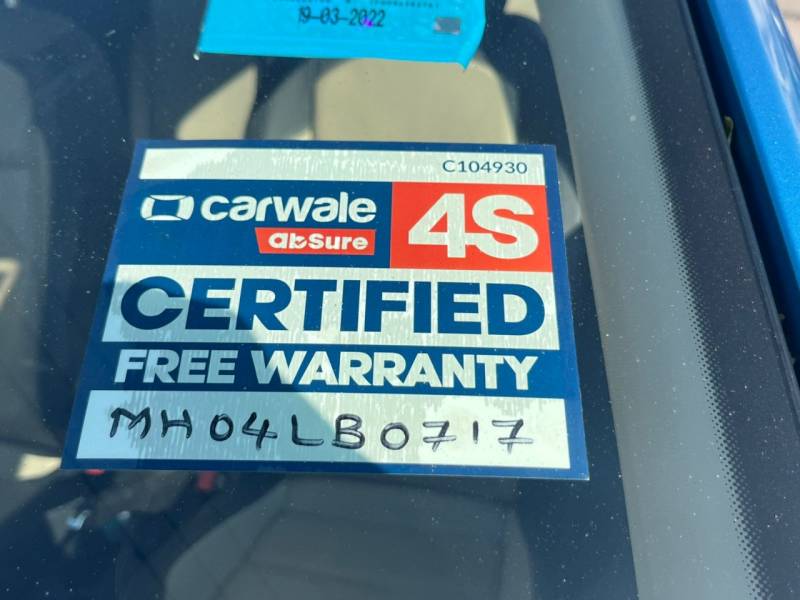 19-03-2022
C104930
carwale
abSure
4S
CERTIFIED
FREE WARRANTY
MH04LB0717